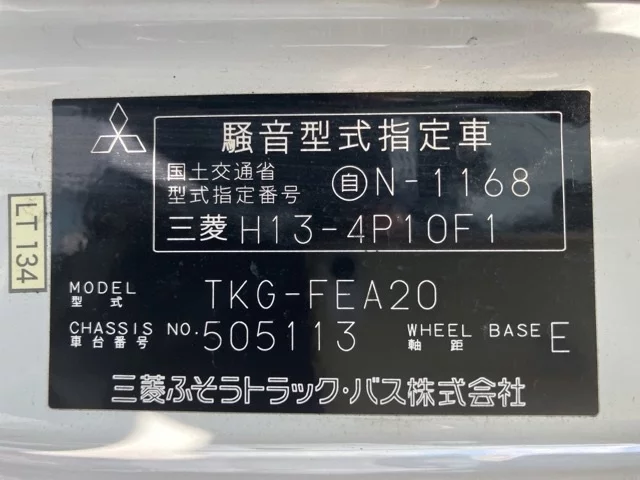 騒音型式指定車
国土交通省
型式指定番号 自N-1168
三菱 H13-4P10F1
LT 134
MODEL
型式 TKG-FEA20
CHASSIS NO. 505113 WHEEL BASE E
車台番号 軸距
三菱ふそうトラック・バス株式会社